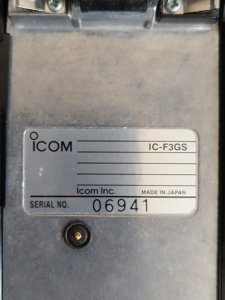 ICOM IC-F3GS
Icom Inc. MADE IN JAPAN
SERIAL NO. 06941